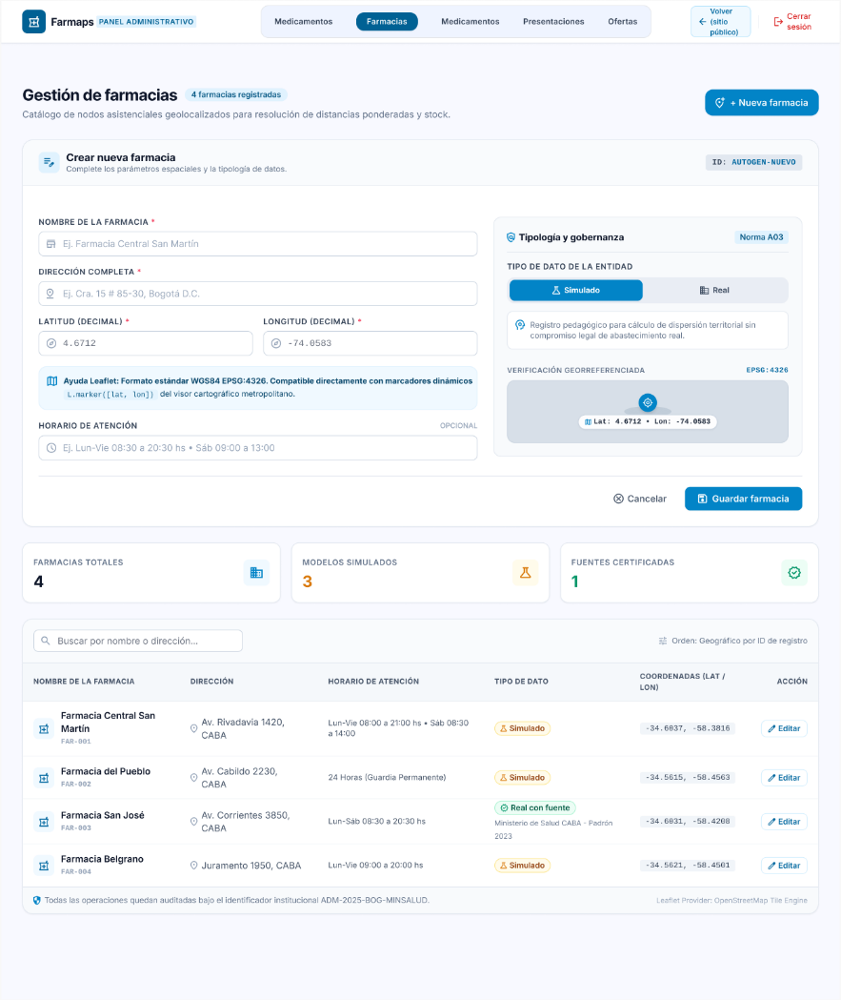 Farmaps PANEL ADMINISTRATIVO
Medicamentos
Farmacias
Medicamentos
Presentaciones
Ofertas
Volver
(sitio
público)
Cerrar
sesión
Gestión de farmacias
4 farmacias registradas
Catálogo de nodos asistenciales geolocalizados para resolución de distancias ponderadas y stock.
+ Nueva farmacia
Crear nueva farmacia
Complete los parámetros espaciales y la tipología de datos.
ID: AUTOGEN-NUEVO
NOMBRE DE LA FARMACIA *
Ej. Farmacia Central San Martín
DIRECCIÓN COMPLETA *
Ej. Cra. 15 # 85-30, Bogotá D.C.
LATITUD (DECIMAL) *
4.6712
LONGITUD (DECIMAL) *
-74.0583
Ayuda Leaflet: Formato estándar WGS84 EPSG:4326. Compatible directamente con marcadores dinámicos
L.marker([lat, lon]) del visor cartográfico metropolitano.
HORARIO DE ATENCIÓN
OPCIONAL
Ej. Lun-Vie 08:30 a 20:30 hs • Sáb 09:00 a 13:00
Tipología y gobernanza
Norma A03
TIPO DE DATO DE LA ENTIDAD
Simulado
Real
Registro pedagógico para cálculo de dispersión territorial sin
compromiso legal de abastecimiento real.
VERIFICACIÓN GEORREFERENCIADA
EPSG:4326
Lat: 4.6712 • Lon: -74.0583
Cancelar
Guardar farmacia
FARMACIAS TOTALES
4
MODELOS SIMULADOS
3
FUENTES CERTIFICADAS
1
Buscar por nombre o dirección...
Orden: Geográfico por ID de registro
NOMBRE DE LA FARMACIA
DIRECCIÓN
HORARIO DE ATENCIÓN
TIPO DE DATO
COORDENADAS (LAT /
LON)
ACCIÓN
Farmacia Central San
Martín
FAR-001
Av. Rivadavia 1420,
CABA
Lun-Vie 08:00 a 21:00 hs • Sáb 08:30
a 14:00
Simulado
-34.6037, -58.3816
Editar
Farmacia del Pueblo
FAR-002
Av. Cabildo 2230,
CABA
24 Horas (Guardia Permanente)
Simulado
-34.5615, -58.4563
Editar
Farmacia San José
FAR-003
Av. Corrientes 3850,
CABA
Lun-Sáb 08:30 a 20:30 hs
Real con fuente
Ministerio de Salud CABA - Padrón
2023
-34.6031, -58.4208
Editar
Farmacia Belgrano
FAR-004
Juramento 1950, CABA
Lun-Vie 09:00 a 20:00 hs
Simulado
-34.5621, -58.4501
Editar
Todas las operaciones quedan auditadas bajo el identificador institucional ADM-2025-BOG-MINSALUD.
Leaflet Provider: OpenStreetMap Tile Engine